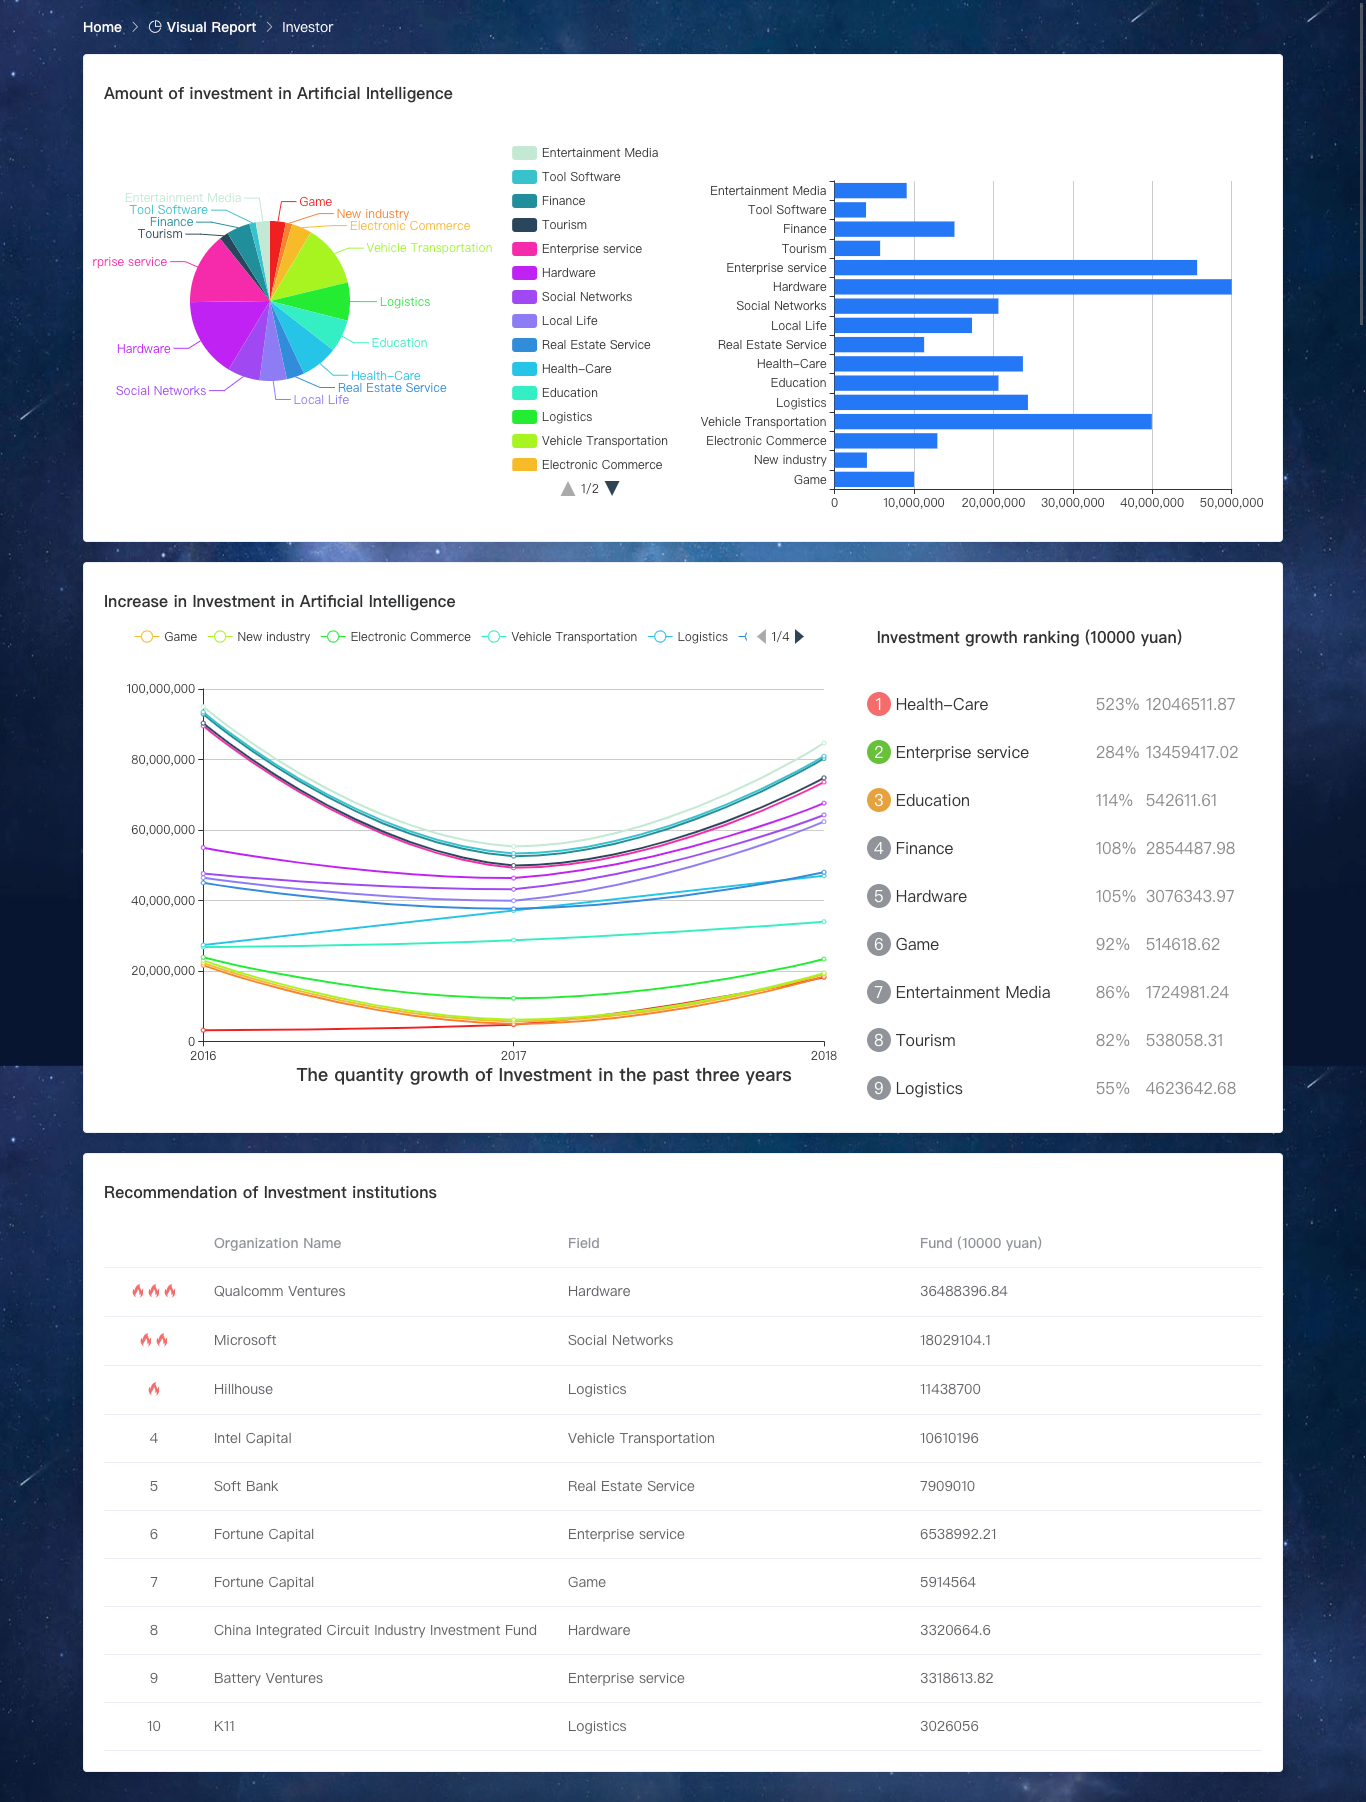 Home > Visual Report > Investor
Amount of investment in Artificial Intelligence
Entertainment Media
Tool Software
Finance
Tourism
rprise service
Hardware
Social Networks
Game
New industry
Electronic Commerce
Vehicle Transportation
Logistics
Education
Health-Care
Real Estate Service
Local Life
Entertainment Media
Tool Software
Finance
Tourism
Enterprise service
Hardware
Social Networks
Local Life
Real Estate Service
Health-Care
Education
Logistics
Vehicle Transportation
Electronic Commerce
1/2
Entertainment Media
Tool Software
Finance
Tourism
Enterprise service
Hardware
Social Networks
Local Life
Real Estate Service
Health-Care
Education
Logistics
Vehicle Transportation
Electronic Commerce
New industry
Game
0 10,000,000 20,000,000 30,000,000 40,000,000 50,000,000
Increase in Investment in Artificial Intelligence
Game New industry Electronic Commerce Vehicle Transportation Logistics 1/4
100,000,000
80,000,000
60,000,000
40,000,000
20,000,000
0
2016 2017 2018
The quantity growth of Investment in the past three years
Investment growth ranking (10000 yuan)
1 Health-Care 523% 12046511.87
2 Enterprise service 284% 13459417.02
3 Education 114% 542611.61
4 Finance 108% 2854487.98
5 Hardware 105% 3076343.97
6 Game 92% 514618.62
7 Entertainment Media 86% 1724981.24
8 Tourism 82% 538058.31
9 Logistics 55% 4623642.68
Recommendation of Investment institutions
Organization Name Field Fund (10000 yuan)
Qualcomm Ventures Hardware 36488396.84
Microsoft Social Networks 18029104.1
Hillhouse Logistics 11438700
4 Intel Capital Vehicle Transportation 10610196
5 Soft Bank Real Estate Service 7909010
6 Fortune Capital Enterprise service 6538992.21
7 Fortune Capital Game 5914564
8 China Integrated Circuit Industry Investment Fund Hardware 3320664.6
9 Battery Ventures Enterprise service 3318613.82
10 K11 Logistics 3026056